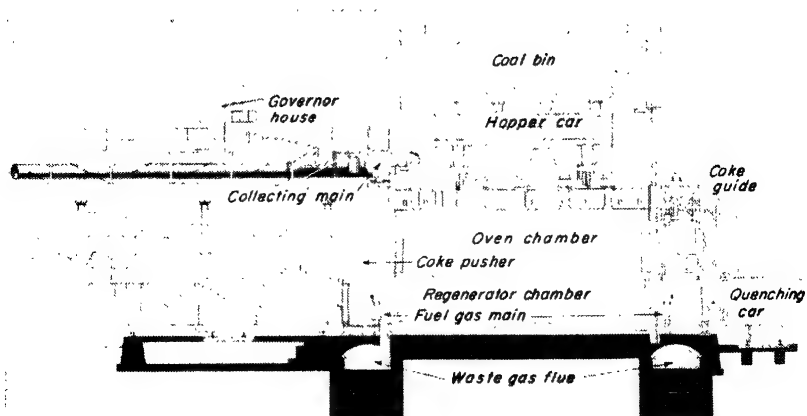 Coal bin
Governor
house
Hopper car
Collecting main
Coke
guide
Oven chamber
Coke pusher
Regenerator chamber
Fuel gas main
Quenching
car
Waste gas flue